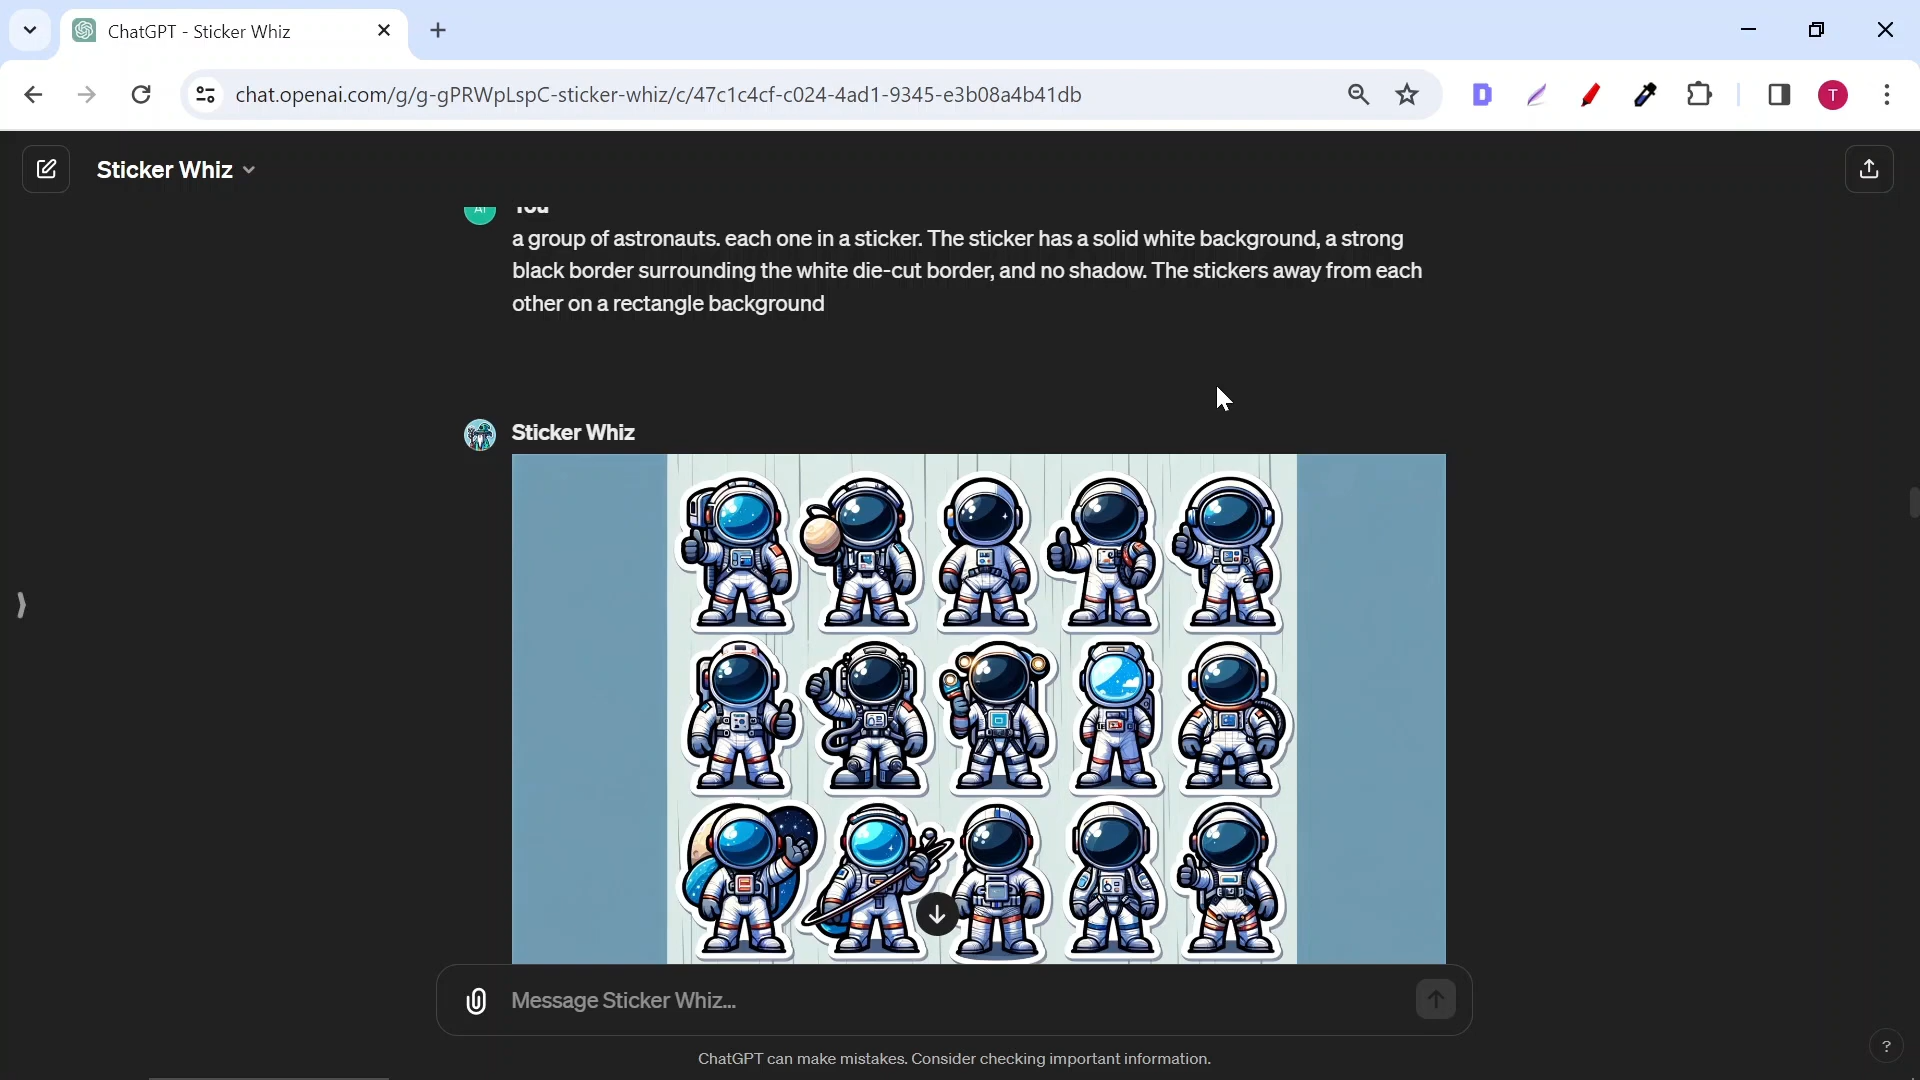 ChatGPT - Sticker Whiz
chat.openai.com/g/g-gPRWpLspC-sticker-whiz/c/47c1c4cf-c024-4ad1-9345-e3b08a4b41db
T
Sticker Whiz
AI
You
a group of astronauts. each one in a sticker. The sticker has a solid white background, a strong
black border surrounding the white die-cut border, and no shadow. The stickers away from each
other on a rectangle background
Sticker Whiz
Message Sticker Whiz...
ChatGPT can make mistakes. Consider checking important information.
?